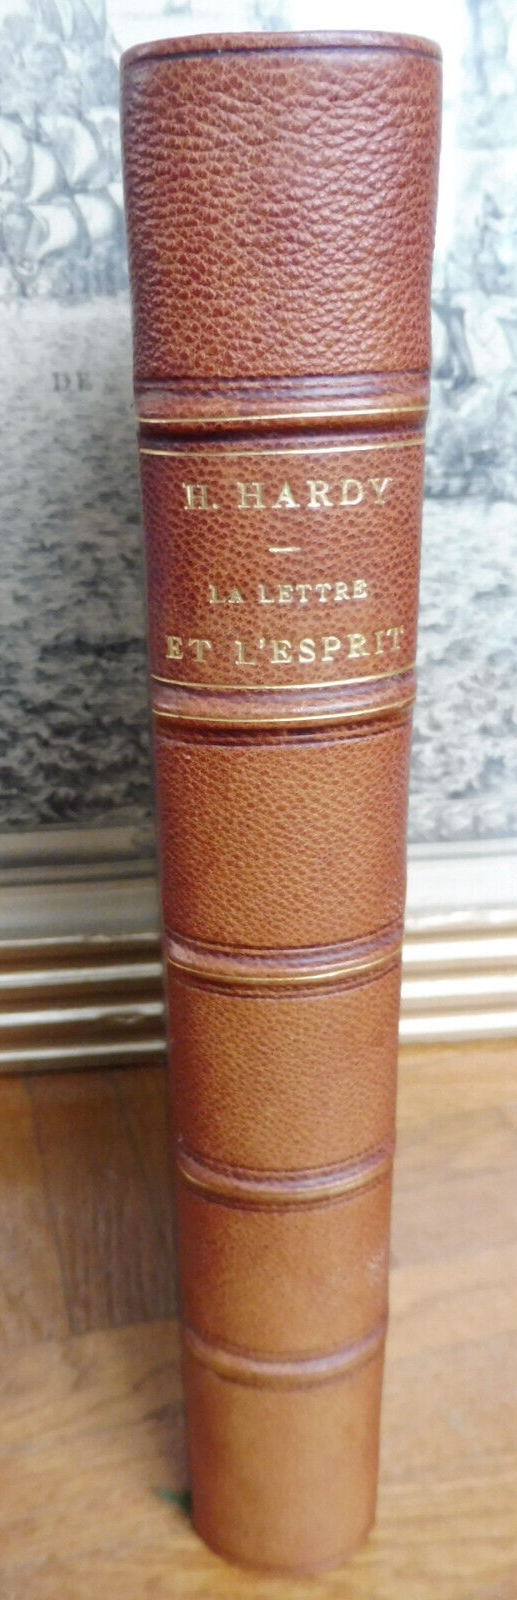 DE
H. HARDY
LA LETTRE
ET L'ESPRIT